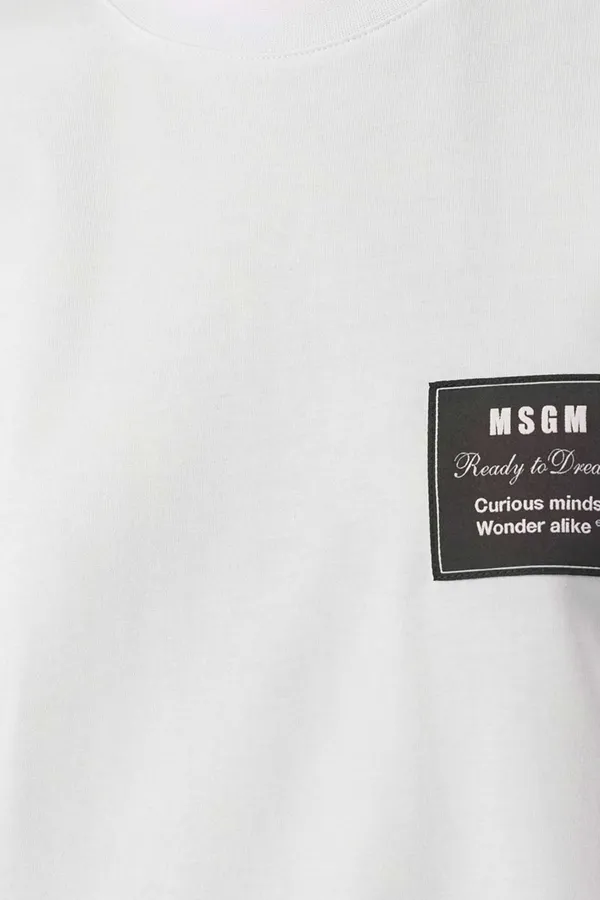 MSGM
Ready to Drea
Curious minds
Wonder alike